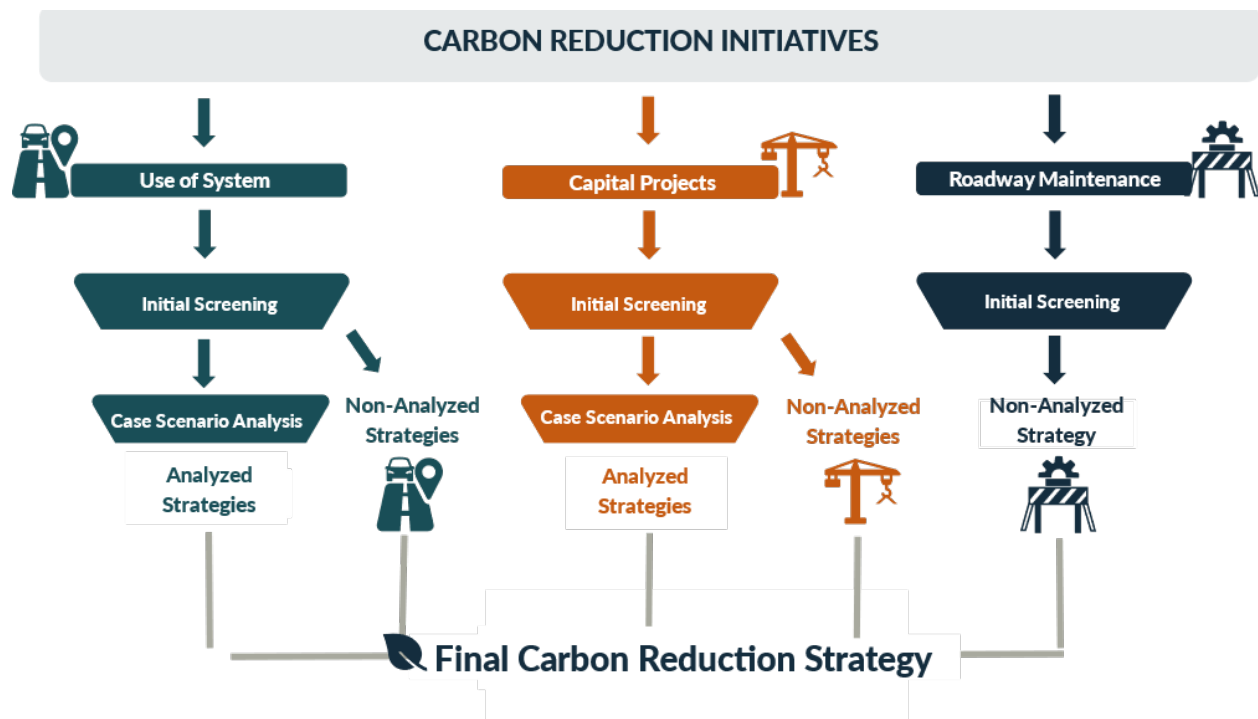 CARBON REDUCTION INITIATIVES
Use of System
Capital Projects
Roadway Maintenance
Initial Screening
Initial Screening
Initial Screening
Case Scenario Analysis
Non-Analyzed
Strategies
Case Scenario Analysis
Non-Analyzed
Strategies
Non-Analyzed
Strategy
Analyzed
Strategies
Analyzed
Strategies
Final Carbon Reduction Strategy